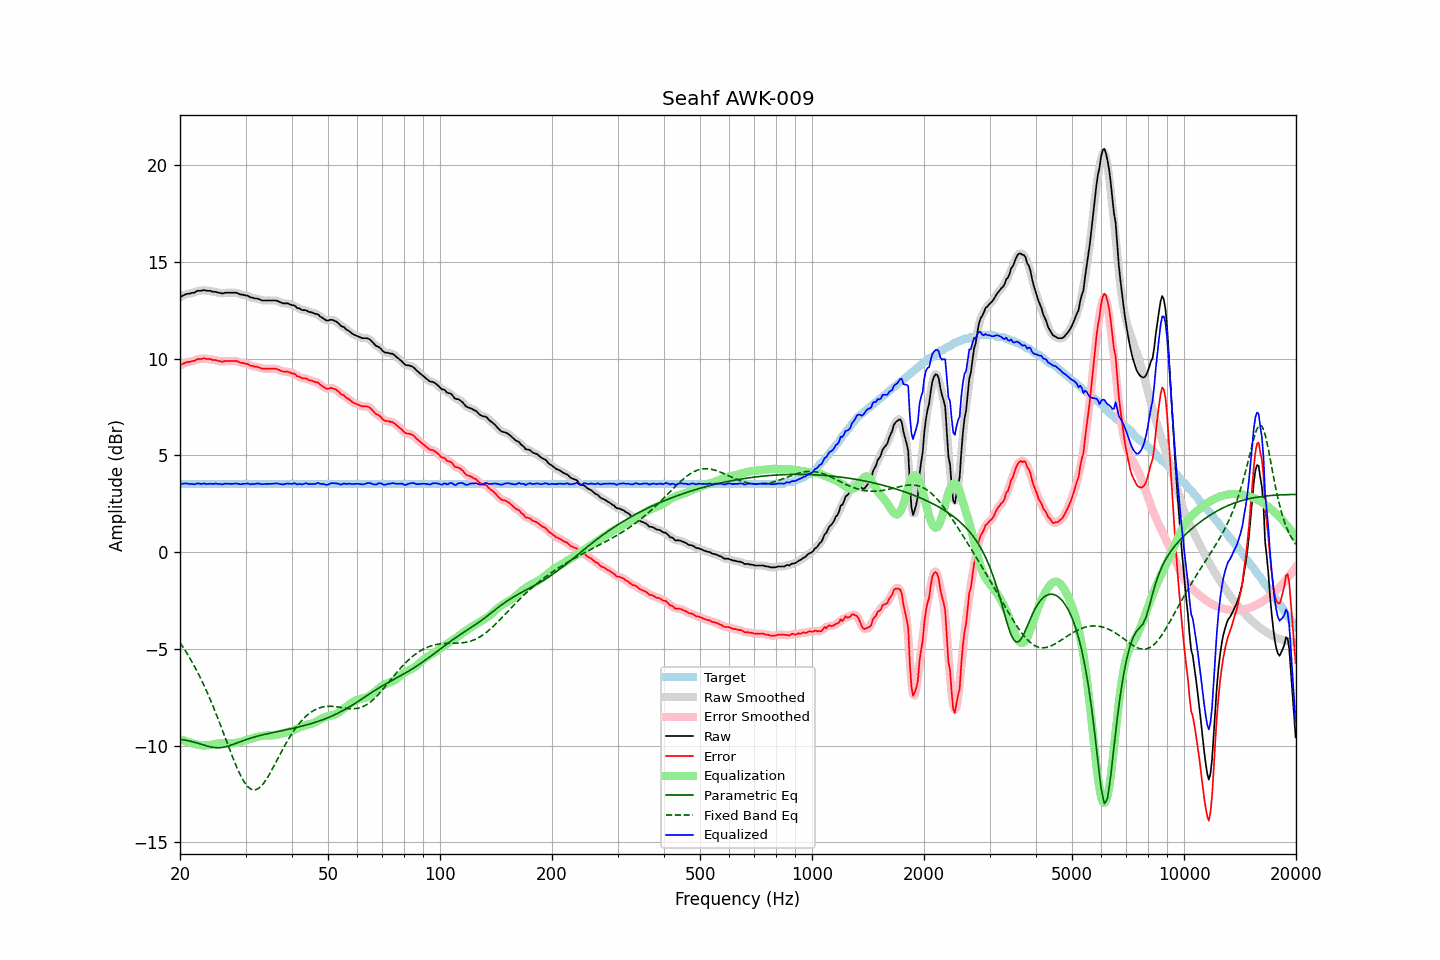 Seahf AWK-009
20
15
10
5
0
−5
−10
−15
Amplitude (dBr)
Target
Raw Smoothed
Error Smoothed
Raw
Error
Equalization
Parametric Eq
Fixed Band Eq
Equalized
20 50 100 200 500 1000 2000 5000 10000 20000
Frequency (Hz)